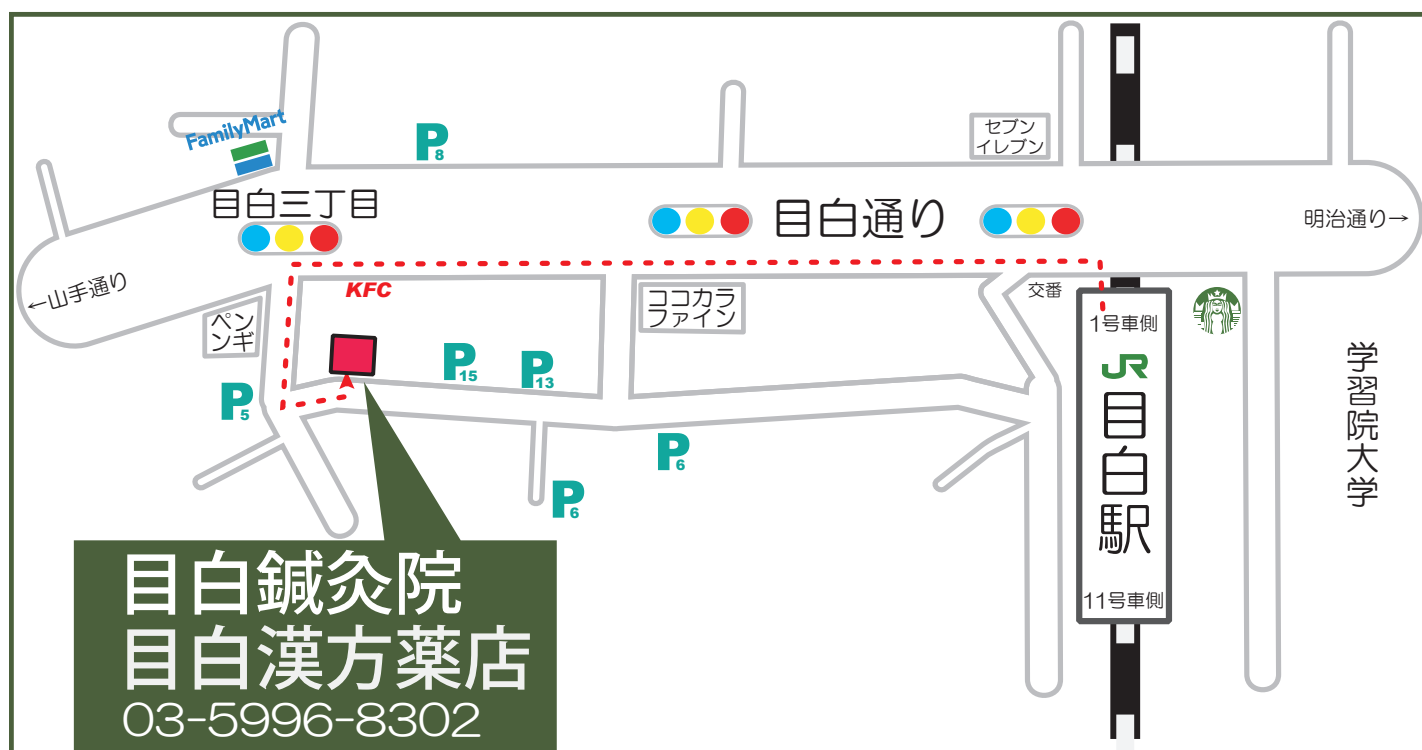 FamilyMart
P8
セブン
イレブン
目白三丁目
目白通り
明治通り→
←山手通り
KFC
ペン
ンギ
ココカラ
ファイン
交番
1号車側
JR
目白駅
11号車側
学習院大学
P15
P13
P5
P6
P6
目白鍼灸院
目白漢方薬店
03-5996-8302